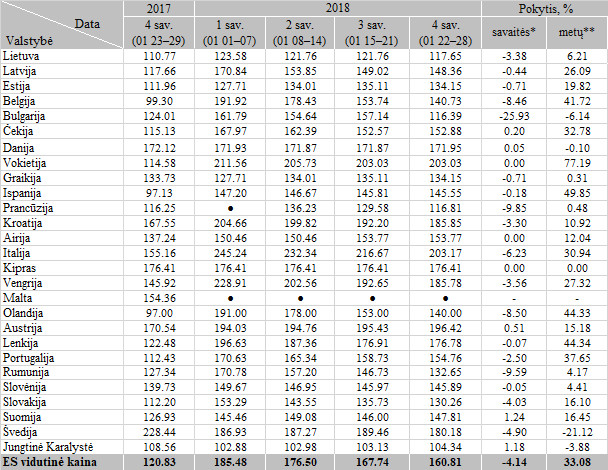 Data 2017 2018 Pokytis, %
Valstybė 4 sav. (01 23–29) 1 sav. (01 01–07) 2 sav. (01 08–14) 3 sav. (01 15–21) 4 sav. (01 22–28) savaitės* metų**
Lietuva 110.77 123.58 121.76 121.76 117.65 -3.38 6.21
Latvija 117.66 170.84 153.85 149.02 148.36 -0.44 26.09
Estija 111.96 127.71 134.01 135.11 134.15 -0.71 19.82
Belgija 99.30 191.92 178.43 153.74 140.73 -8.46 41.72
Bulgarija 124.01 161.79 154.64 157.14 116.39 -25.93 -6.14
Čekija 115.13 167.97 162.39 152.57 152.88 0.20 32.78
Danija 172.12 171.93 171.87 171.87 171.95 0.05 -0.10
Vokietija 114.58 211.56 205.73 203.03 203.03 0.00 77.19
Graikija 133.73 127.71 134.01 135.11 134.15 -0.71 0.31
Ispanija 97.13 147.20 146.67 145.81 145.55 -0.18 49.85
Prancūzija 116.25 ● 136.23 129.58 116.81 -9.85 0.48
Kroatija 167.55 204.66 199.82 192.20 185.85 -3.30 10.92
Airija 137.24 150.46 150.46 153.77 153.77 0.00 12.04
Italija 155.16 245.24 232.34 216.67 203.17 -6.23 30.94
Kipras 176.41 176.41 176.41 176.41 176.41 0.00 0.00
Vengrija 145.92 228.91 202.56 192.65 185.78 -3.56 27.32
Malta 154.36 ● ● ● ● - -
Olandija 97.00 191.00 178.00 153.00 140.00 -8.50 44.33
Austrija 170.54 194.03 194.76 195.43 196.42 0.51 15.18
Lenkija 122.48 196.63 187.36 176.91 176.78 -0.07 44.34
Portugalija 112.43 170.63 165.34 158.73 154.76 -2.50 37.65
Rumunija 127.34 170.78 157.20 146.73 132.65 -9.59 4.17
Slovėnija 139.73 149.67 146.95 145.97 145.89 -0.05 4.41
Slovakija 112.20 153.29 143.55 135.73 130.26 -4.03 16.10
Suomija 126.93 145.46 149.08 146.00 147.81 1.24 16.45
Švedija 228.44 186.93 187.27 189.46 180.18 -4.90 -21.12
Jungtinė Karalystė 108.56 102.88 102.98 103.13 104.34 1.18 -3.88
ES vidutinė kaina 120.83 185.48 176.50 167.74 160.81 -4.14 33.08